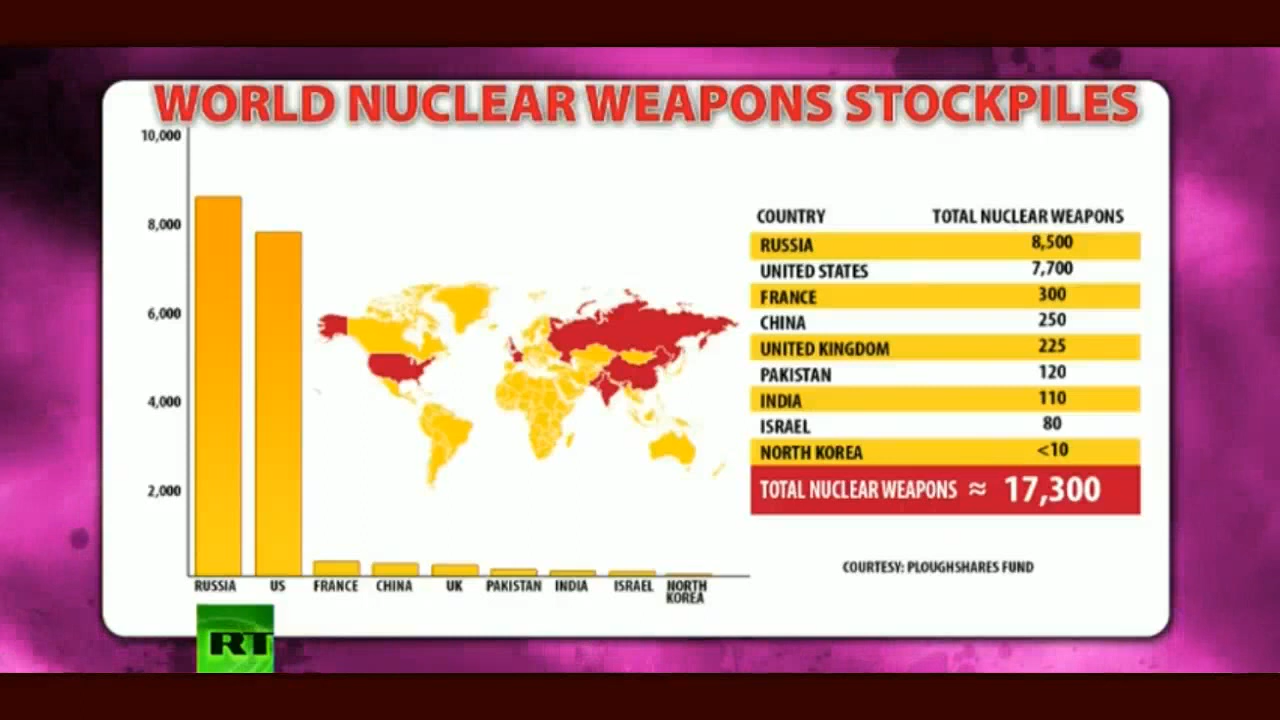 WORLD NUCLEAR WEAPONS STOCKPILES
10,000
8,000
6,000
4,000
2,000
RUSSIA US FRANCE CHINA UK PAKISTAN INDIA ISRAEL NORTH KOREA
COUNTRY TOTAL NUCLEAR WEAPONS
RUSSIA 8,500
UNITED STATES 7,700
FRANCE 300
CHINA 250
UNITED KINGDOM 225
PAKISTAN 120
INDIA 110
ISRAEL 80
NORTH KOREA <10
TOTAL NUCLEAR WEAPONS ≈ 17,300
COURTESY: PLOUGHSHARES FUND
RT